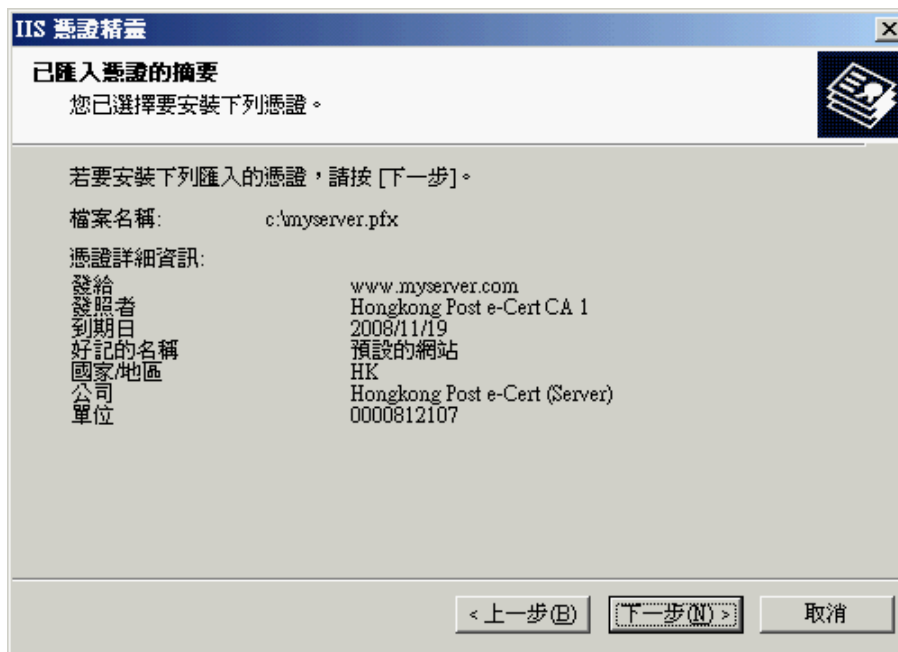 IIS 憑證精靈
已匯入憑證的摘要
您已選擇要安裝下列憑證。
若要安裝下列匯入的憑證，請按 [下一步]。
檔案名稱: c:\myserver.pfx
憑證詳細資訊:
發給 www.myserver.com
發照者 Hongkong Post e-Cert CA 1
到期日 2008/11/19
好記的名稱 預設的網站
國家/地區 HK
公司 Hongkong Post e-Cert (Server)
單位 0000812107
< 上一步(B) 下一步(N) > 取消